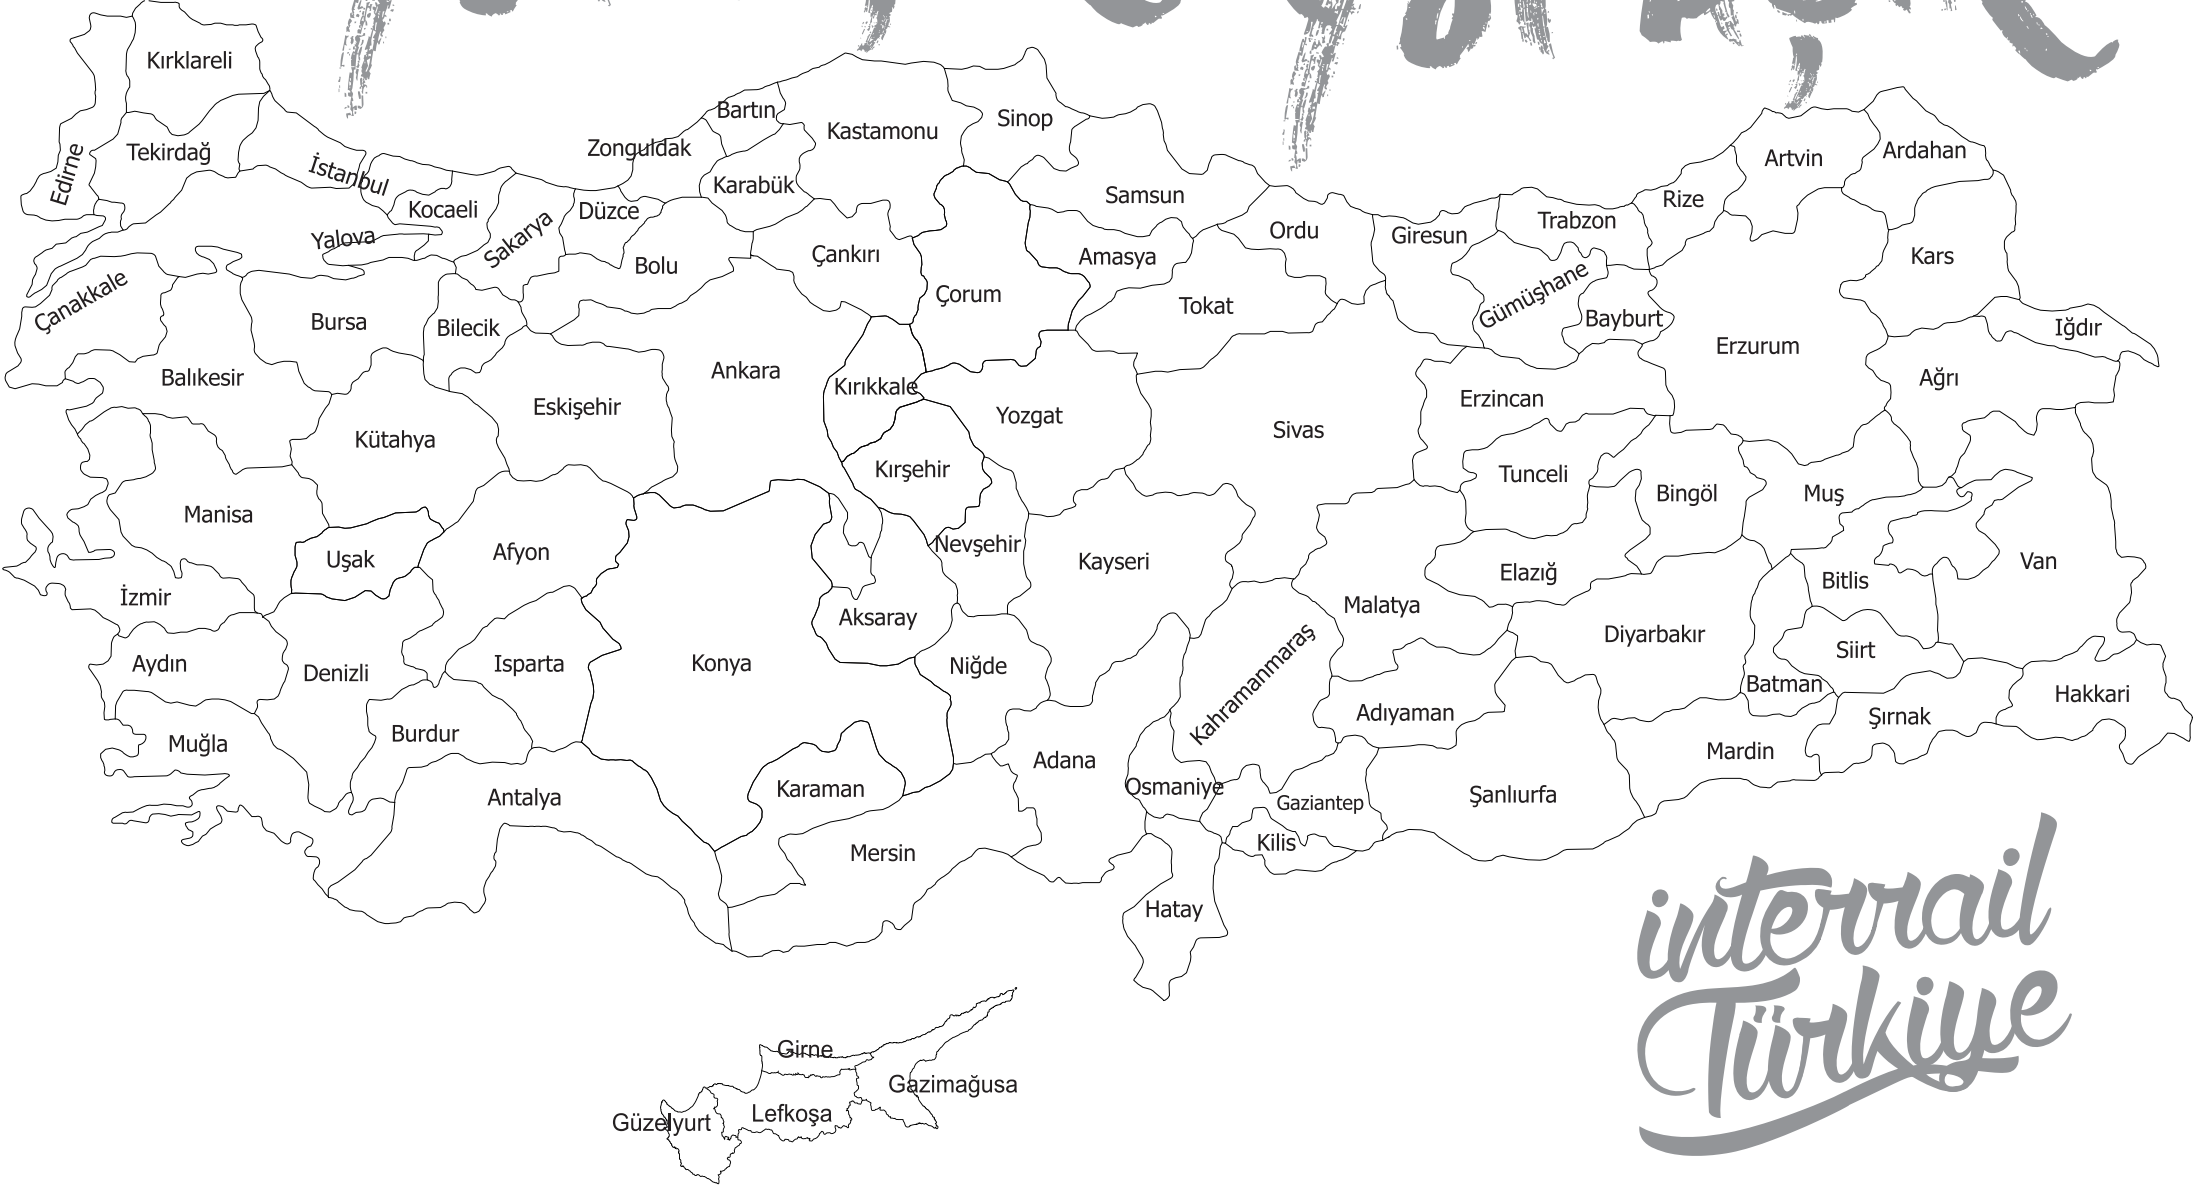 Kırklareli
Edirne
Tekirdağ
İstanbul
Kocaeli
Yalova
Sakarya
Düzce
Zonguldak
Bartın
Karabük
Kastamonu
Sinop
Samsun
Bolu
Çankırı
Çorum
Amasya
Tokat
Ordu
Giresun
Trabzon
Rize
Artvin
Ardahan
Kars
Gümüşhane
Bayburt
Erzurum
Iğdır
Ağrı
Çanakkale
Balıkesir
Bursa
Bilecik
Eskişehir
Ankara
Kırıkkale
Yozgat
Sivas
Erzincan
Kütahya
Kırşehir
Tunceli
Bingöl
Muş
Manisa
Uşak
Afyon
Nevşehir
Kayseri
Elazığ
Bitlis
Van
İzmir
Aksaray
Malatya
Diyarbakır
Siirt
Aydın
Denizli
Isparta
Konya
Niğde
Kahramanmaraş
Adıyaman
Batman
Şırnak
Hakkari
Muğla
Burdur
Antalya
Karaman
Mersin
Adana
Osmaniye
Gaziantep
Kilis
Şanlıurfa
Mardin
Hatay
interrail
Türkiye
Girne
Gazimağusa
Lefkoşa
Güzelyurt